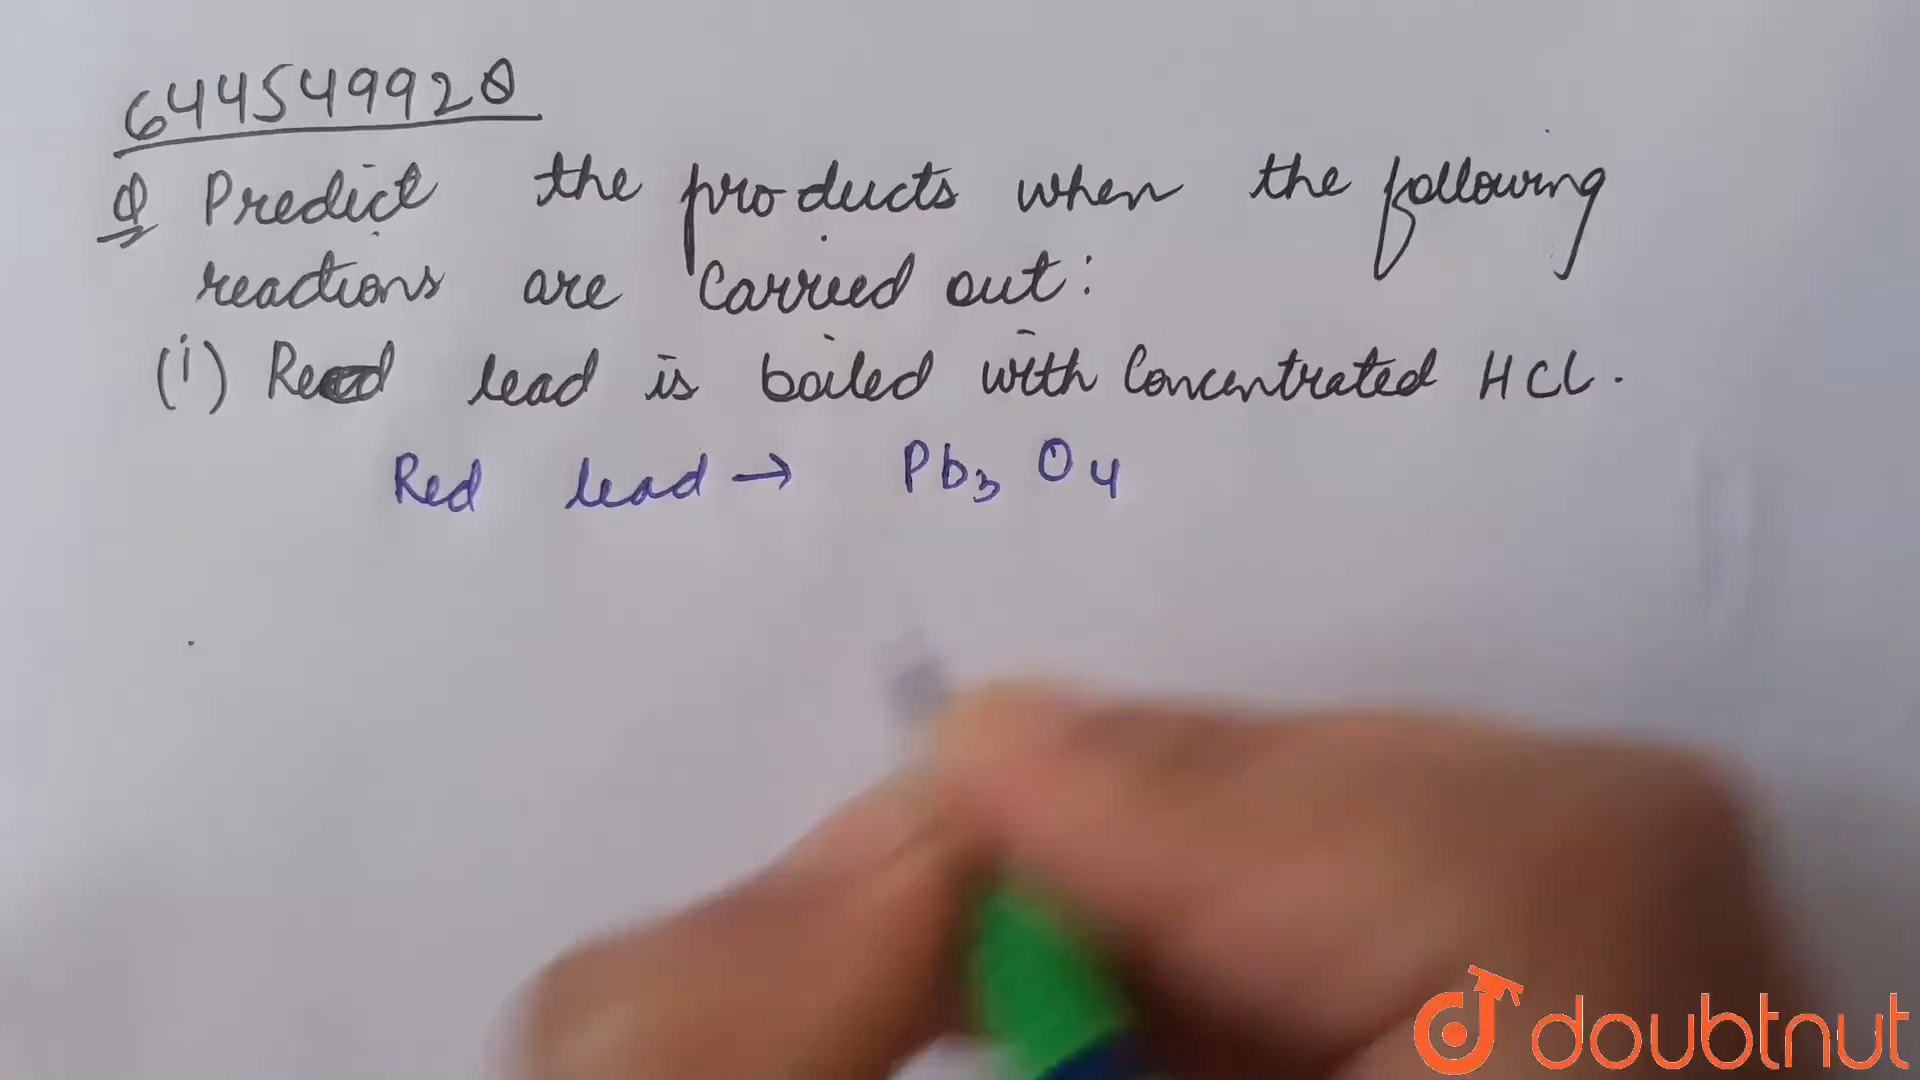 644549920
Q Predict the products when the following
reactions are carried out:
(i) Red lead is boiled with Concentrated HCl.
Red lead → Pb3 O4
doubtnut